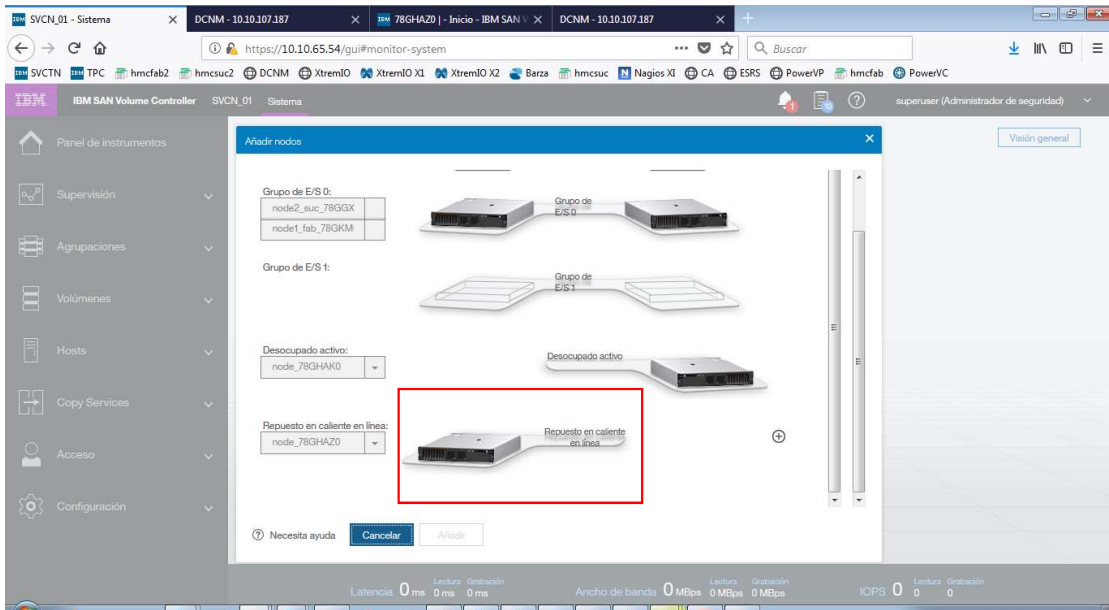 SVCN_01 - Sistema
DCNM - 10.10.107.187
78GHAZ0 | - Inicio - IBM SAN V
DCNM - 10.10.107.187
https://10.10.65.54/gui#monitor-system
Buscar
SVCTN
TPC
hmcfab2
hmcsuc2
DCNM
XtremIO
XtremIO X1
XtremIO X2
Barza
hmcsuc
Nagios XI
CA
ESRS
PowerVP
hmcfab
PowerVC
IBM
IBM SAN Volume Controller
SVCN_01
Sistema
superuser (Administrador de seguridad)
Panel de instrumentos
Supervisión
Agrupaciones
Volúmenes
Hosts
Copy Services
Acceso
Configuración
Visión general
Añadir nodos
Grupo de E/S 0:
node2_suc_78GGX
node1_fab_78GKM
Grupo de
E/S 0
Grupo de E/S 1:
Grupo de
E/S 1
Desocupado activo:
node_78GHAK0
Desocupado activo
Repuesto en caliente en línea:
node_78GHAZ0
Repuesto en caliente
en línea
Necesita ayuda
Cancelar
Añadir
Latencia 0 ms
Lectura Grabación
0 ms 0 ms
Ancho de banda 0 MBps
Lectura Grabación
0 MBps 0 MBps
IOPS 0
Lectura Grabación
0 0